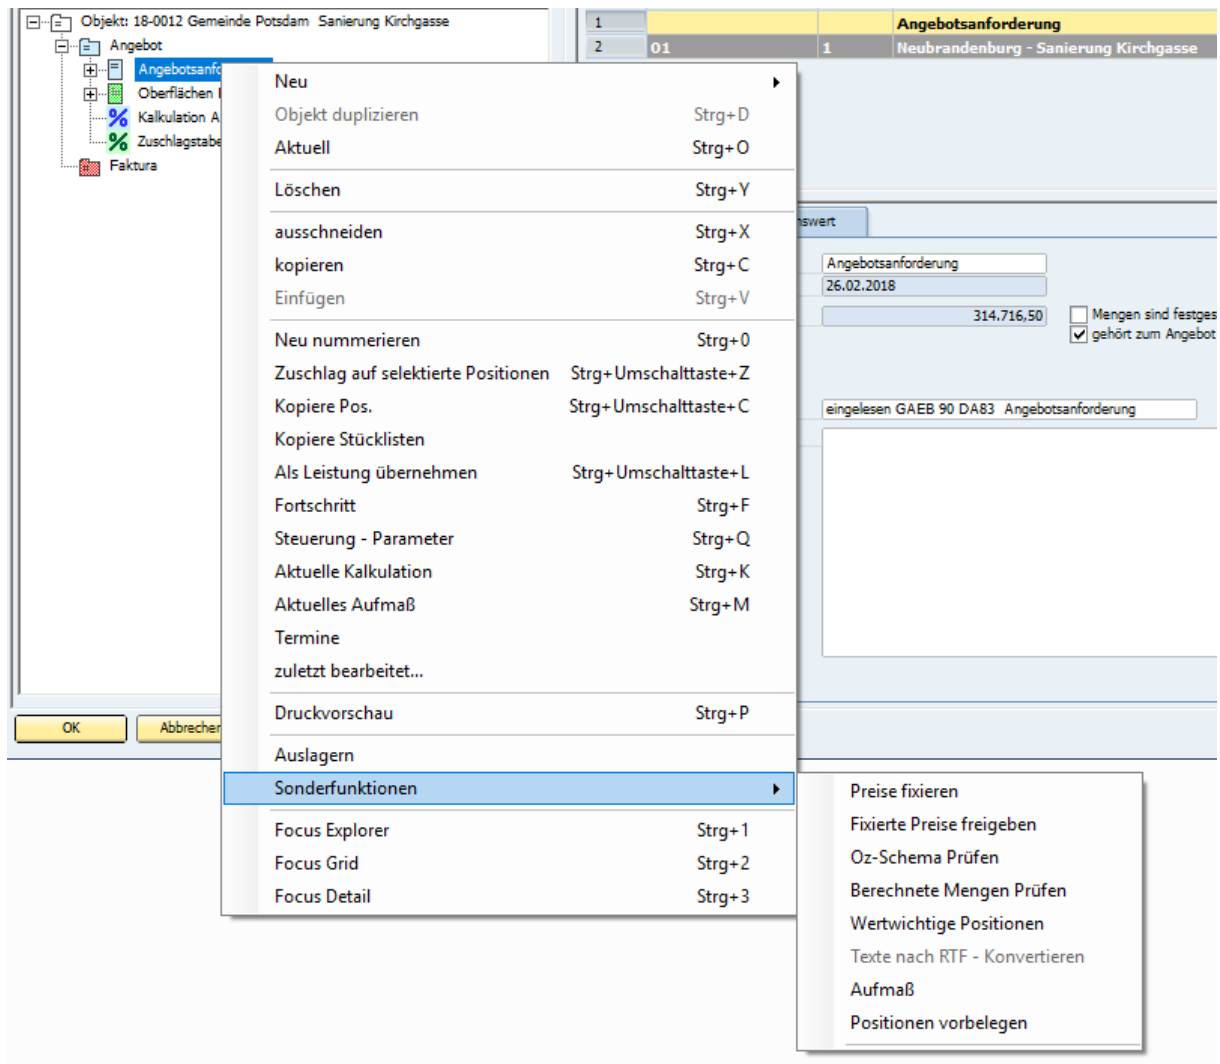 Objekt: 18-0012 Gemeinde Potsdam Sanierung Kirchgasse
Angebot
Oberflächen
Kalkulation A
Faktura
1 Angebotsanforderung
2 01 1 Neubrandenburg - Sanierung Kirchgasse
Neu
Objekt duplizieren Strg+D
Aktuell Strg+O
Löschen Strg+Y
ausschneiden Strg+X
kopieren Strg+C
Einfügen Strg+V
Neu nummerieren Strg+0
Zuschlag auf selektierte Positionen Strg+Umschalttaste+Z
Kopiere Pos. Strg+Umschalttaste+C
Kopiere Stücklisten
Als Leistung übernehmen Strg+Umschalttaste+L
Fortschritt Strg+F
Steuerung - Parameter Strg+Q
Aktuelle Kalkulation Strg+K
Aktuelles Aufmaß Strg+M
Termine
zuletzt bearbeitet...
Druckvorschau Strg+P
Auslagern
Sonderfunktionen
Focus Explorer Strg+1
Focus Grid Strg+2
Focus Detail Strg+3
Angebotsanforderung
26.02.2018
314.716,50
Mengen sind festges
gehört zum Angebot
eingelesen GAEB 90 DA83 Angebotsanforderung
OK
Abbrechen
Preise fixieren
Fixierte Preise freigeben
Oz-Schema Prüfen
Berechnete Mengen Prüfen
Wertwichtige Positionen
Texte nach RTF - Konvertieren
Aufmaß
Positionen vorbelegen